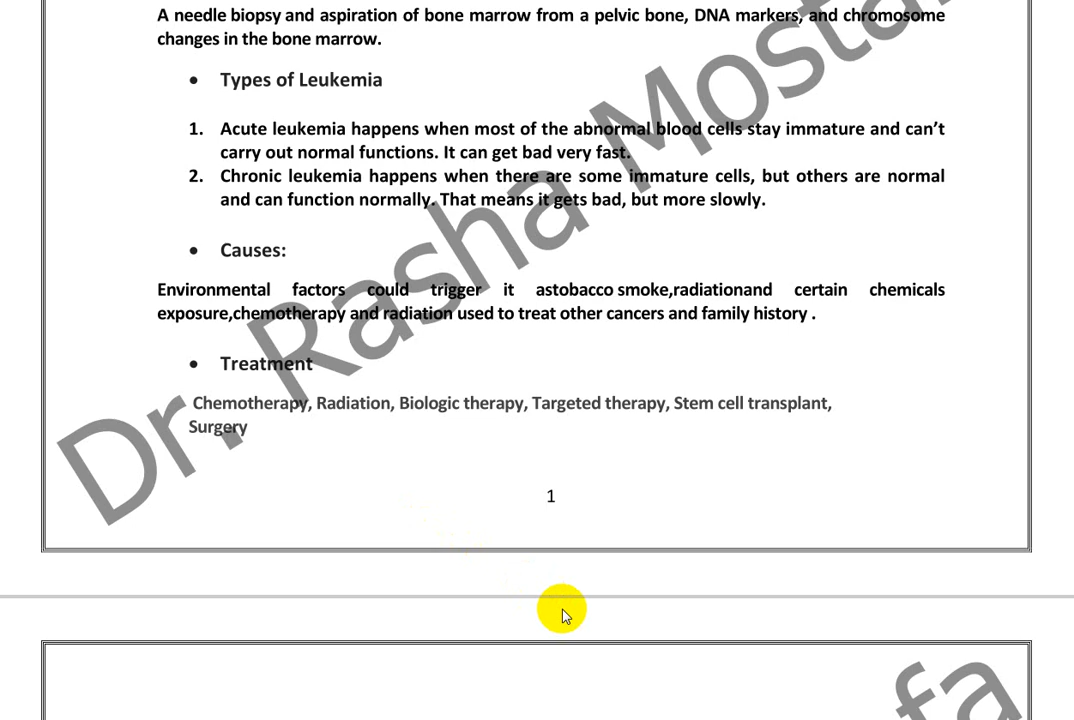 A needle biopsy and aspiration of bone marrow from a pelvic bone, DNA markers, and chromosome
changes in the bone marrow.
• Types of Leukemia
1. Acute leukemia happens when most of the abnormal blood cells stay immature and can't
carry out normal functions. It can get bad very fast.
2. Chronic leukemia happens when there are some immature cells, but others are normal
and can function normally. That means it gets bad, but more slowly.
• Causes:
Environmental factors could trigger it astobacco smoke,radiationand certain chemicals
exposure,chemotherapy and radiation used to treat other cancers and family history .
• Treatment
Chemotherapy, Radiation, Biologic therapy, Targeted therapy, Stem cell transplant,
Surgery
1
Dr. Rasha Mostafa
fa